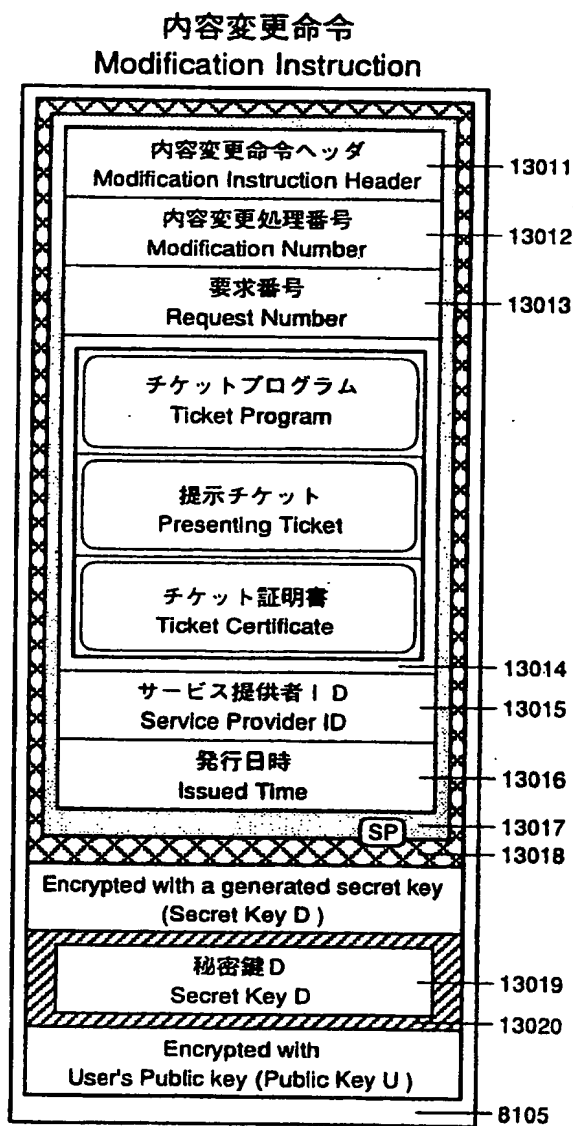 内容変更命令
Modification Instruction
内容変更命令ヘッダ
Modification Instruction Header
13011
内容変更処理番号
Modification Number
13012
要求番号
Request Number
13013
チケットプログラム
Ticket Program
提示チケット
Presenting Ticket
チケット証明書
Ticket Certificate
13014
サービス提供者ID
Service Provider ID
13015
発行日時
Issued Time
13016
13017
SP
13018
Encrypted with a generated secret key
(Secret Key D)
秘密鍵D
Secret Key D
13019
13020
Encrypted with
User's Public key (Public Key U)
8105